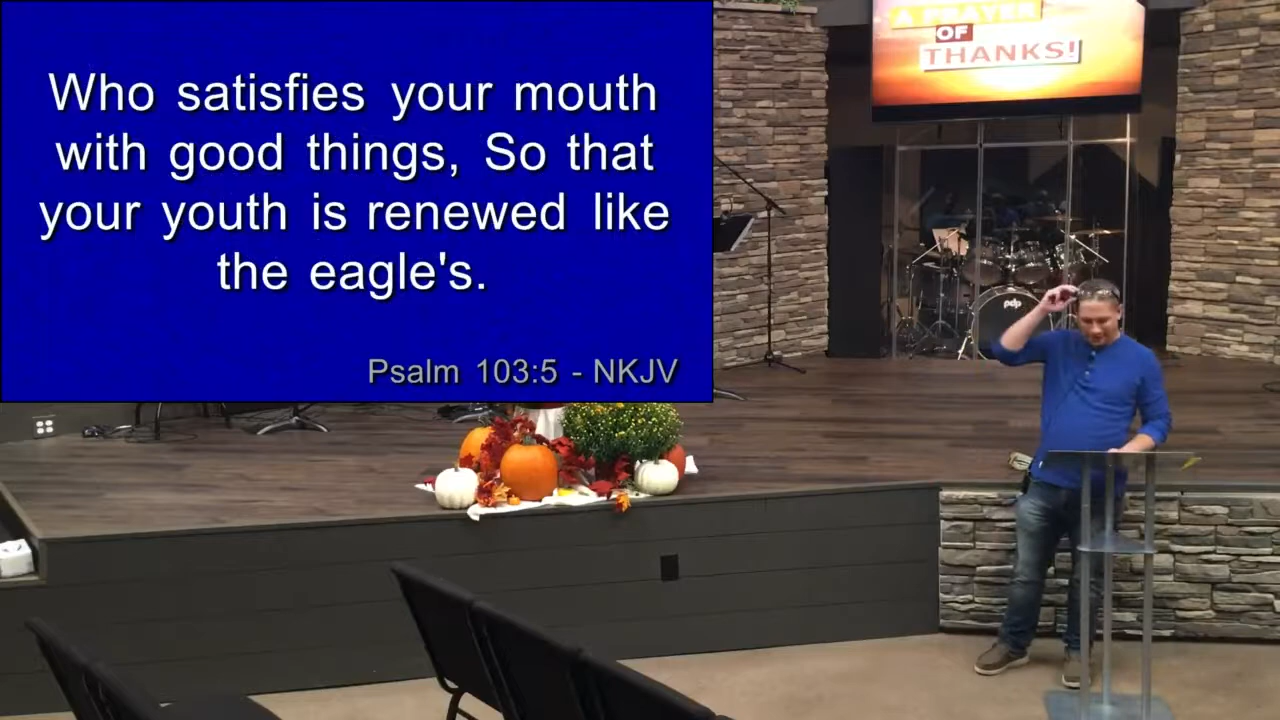 Who satisfies your mouth
with good things, So that
your youth is renewed like
the eagle's.
Psalm 103:5 - NKJV
A PRAYER
OF
THANKS!
pdp